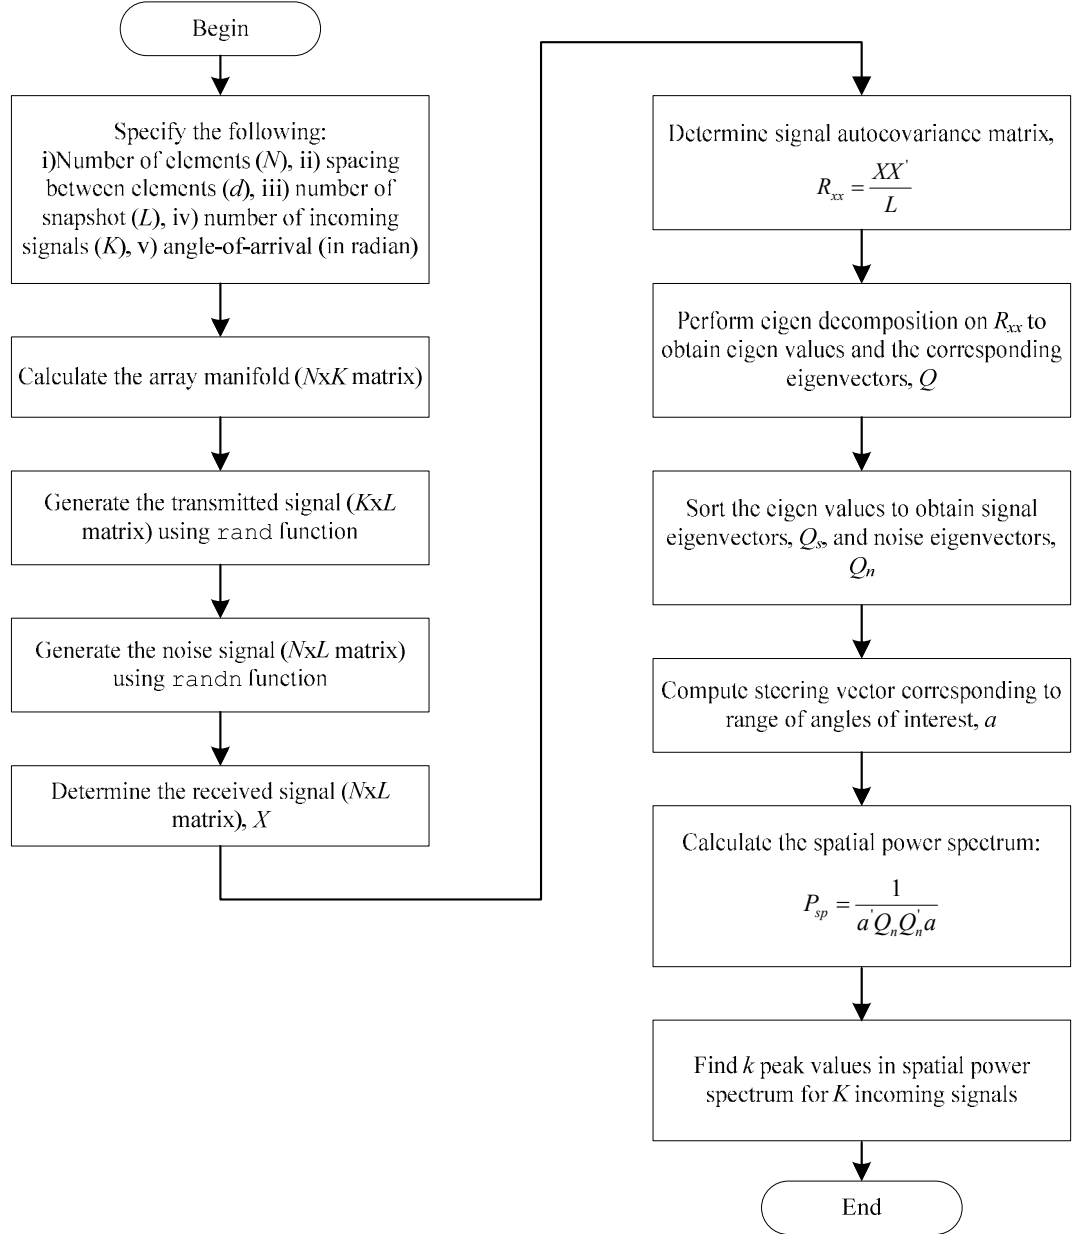 Begin
Specify the following:
i)Number of elements (N), ii) spacing
between elements (d), iii) number of
snapshot (L), iv) number of incoming
signals (K), v) angle-of-arrival (in radian)
Calculate the array manifold (NxK matrix)
Generate the transmitted signal (KxL
matrix) using rand function
Generate the noise signal (NxL matrix)
using randn function
Determine the received signal (NxL
matrix), X
Determine signal autocovariance matrix,
R_xx = XX' / L
Perform eigen decomposition on R_xx to
obtain eigen values and the corresponding
eigenvectors, Q
Sort the eigen values to obtain signal
eigenvectors, Q_s, and noise eigenvectors,
Q_n
Compute steering vector corresponding to
range of angles of interest, a
Calculate the spatial power spectrum:
P_sp = 1 / a'Q_nQ_n'a
Find k peak values in spatial power
spectrum for K incoming signals
End